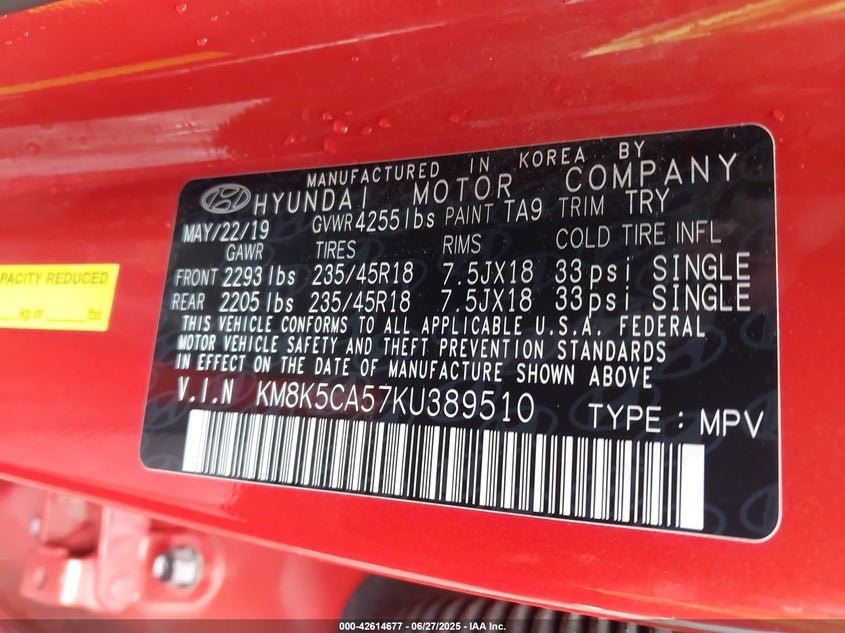 MANUFACTURED IN KOREA BY
HYUNDAI MOTOR COMPANY
MAY/22/19 GVWR 4255lbs PAINT TA9 TRIM TRY
GAWR TIRES RIMS COLD TIRE INFL
FRONT 2293lbs 235/45R18 7.5JX18 33psi SINGLE
REAR 2205lbs 235/45R18 7.5JX18 33psi SINGLE
THIS VEHICLE CONFORMS TO ALL APPLICABLE U.S.A. FEDERAL
MOTOR VEHICLE SAFETY AND THEFT PREVENTION STANDARDS
IN EFFECT ON THE DATE OF MANUFACTURE SHOWN ABOVE
V.I.N KM8K5CA57KU389510 TYPE : MPV
APACITY REDUCED
kg or lbs
000-42614677 - 06/27/2025 - © IAA Inc.